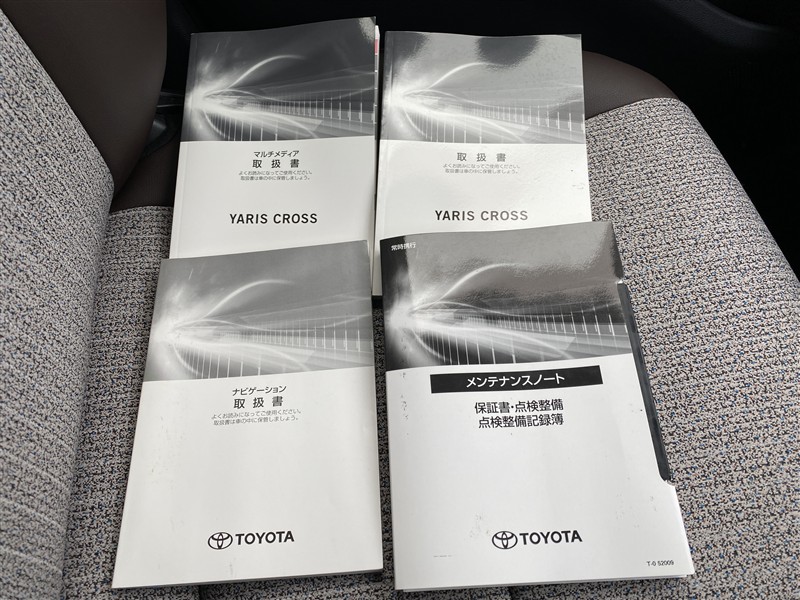 マルチメディア
取扱書
よくお読みになってご使用ください。
取扱書は車の中に保管しましょう。
YARIS CROSS
取扱書
よくお読みになってご使用ください。
取扱書は車の中に保管しましょう。
YARIS CROSS
ナビゲーション
取扱書
よくお読みになってご使用ください。
取扱書は車の中に保管しましょう。
TOYOTA
常時携行
メンテナンスノート
保証書・点検整備
点検整備記録簿
TOYOTA
T-0 52009